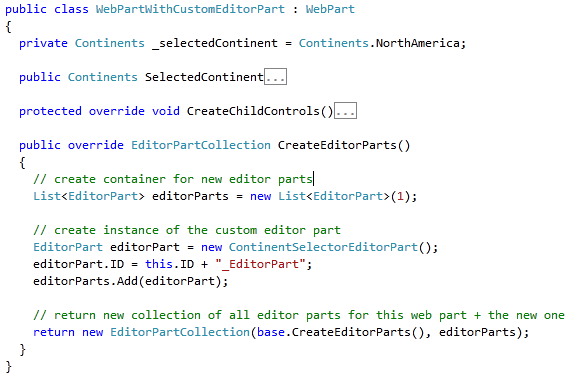 public class WebPartWithCustomEditorPart : WebPart
{
  private Continents _selectedContinent = Continents.NorthAmerica;
  public Continents SelectedContinent...
  protected override void CreateChildControls()...
  public override EditorPartCollection CreateEditorParts()
  {
    // create container for new editor parts
    List<EditorPart> editorParts = new List<EditorPart>(1);
    // create instance of the custom editor part
    EditorPart editorPart = new ContinentSelectorEditorPart();
    editorPart.ID = this.ID + "_EditorPart";
    editorParts.Add(editorPart);
    // return new collection of all editor parts for this web part + the new one
    return new EditorPartCollection(base.CreateEditorParts(), editorParts);
  }
}